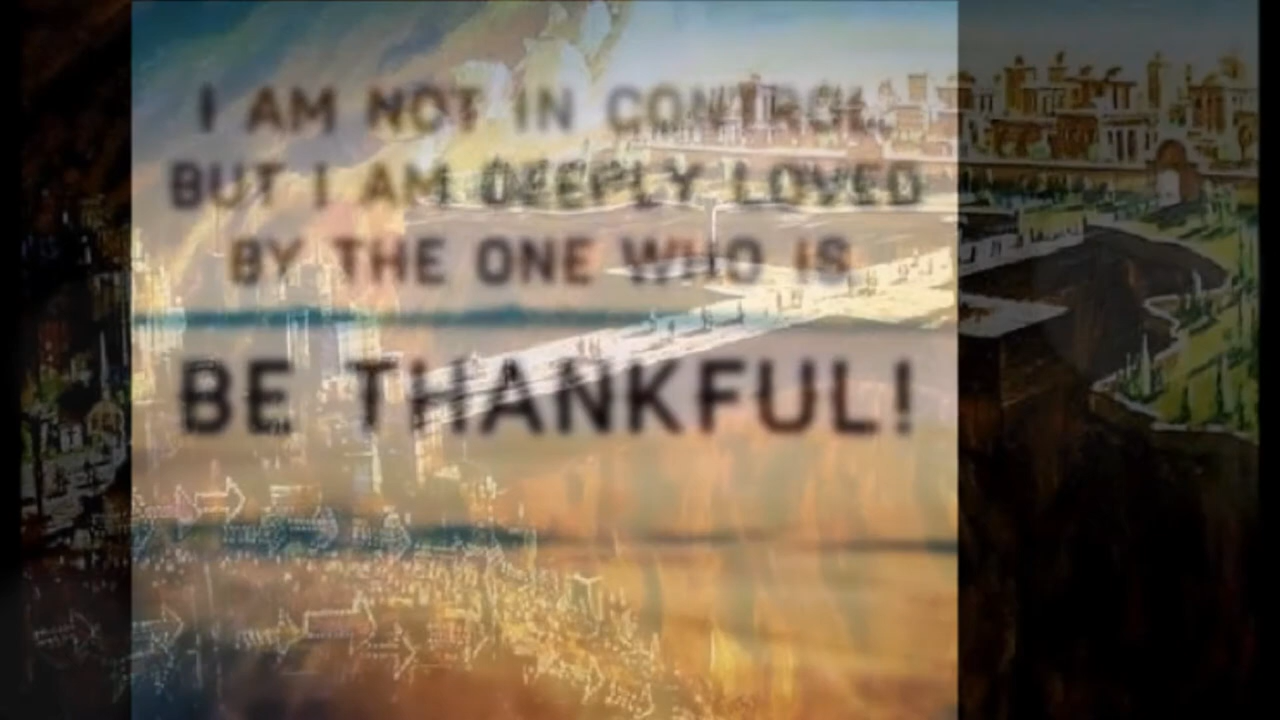 I AM NOT IN CONTROL
BUT I AM DEEPLY LOVED
BY THE ONE WHO IS
BE THANKFUL!